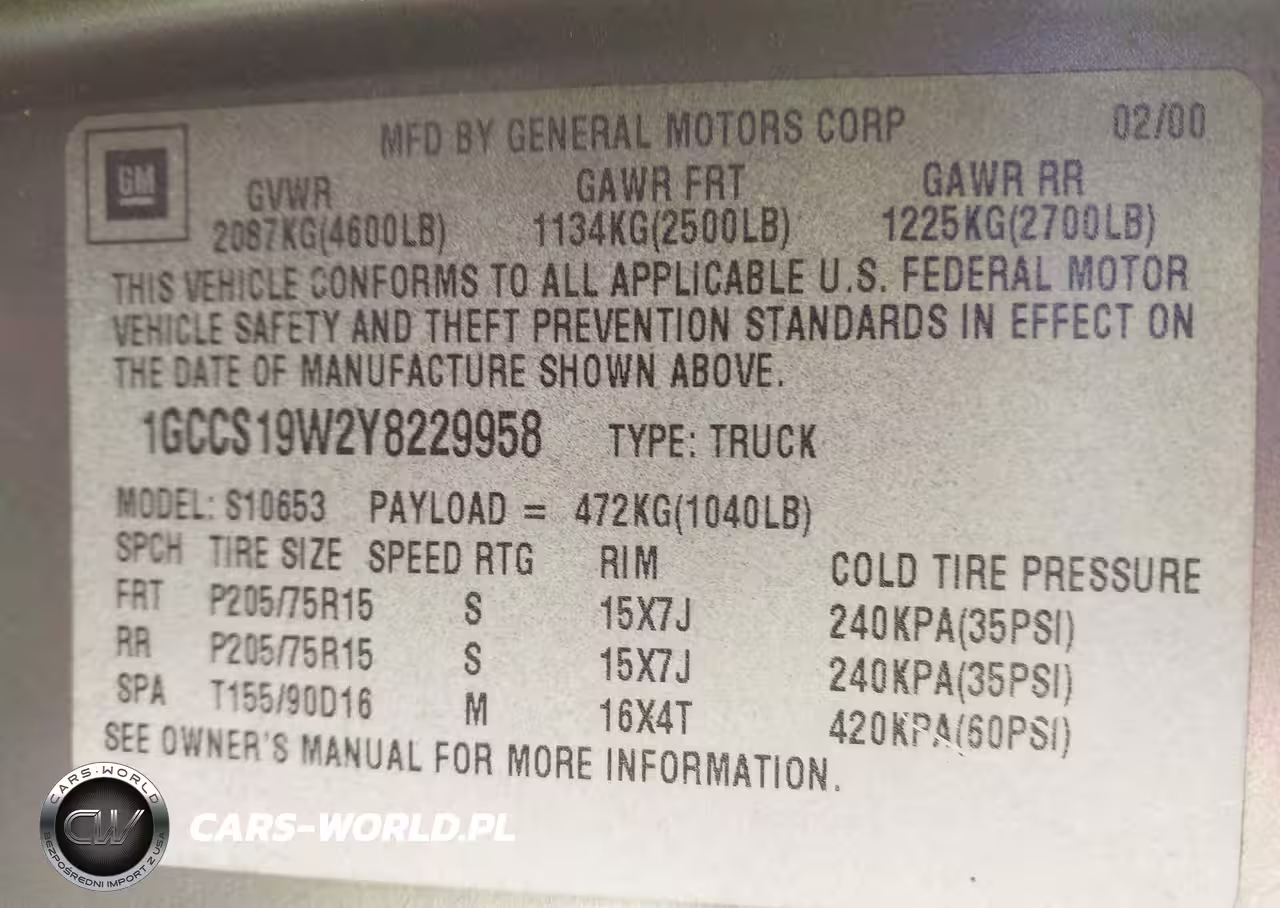 GM
MFD BY GENERAL MOTORS CORP 02/00
GVWR GAWR FRT GAWR RR
2087KG(4600LB) 1134KG(2500LB) 1225KG(2700LB)
THIS VEHICLE CONFORMS TO ALL APPLICABLE U.S. FEDERAL MOTOR
VEHICLE SAFETY AND THEFT PREVENTION STANDARDS IN EFFECT ON
THE DATE OF MANUFACTURE SHOWN ABOVE.
1GCCS19W2Y8229958 TYPE: TRUCK
MODEL: S10653 PAYLOAD = 472KG(1040LB)
SPCH TIRE SIZE SPEED RTG RIM COLD TIRE PRESSURE
FRT P205/75R15 S 15X7J 240KPA(35PSI)
RR P205/75R15 S 15X7J 240KPA(35PSI)
SPA T155/90D16 M 16X4T 420KPA(60PSI)
SEE OWNER'S MANUAL FOR MORE INFORMATION.
CARS-WORLD
CW
BEZPOŚREDNI IMPORT Z USA
CARS-WORLD.PL